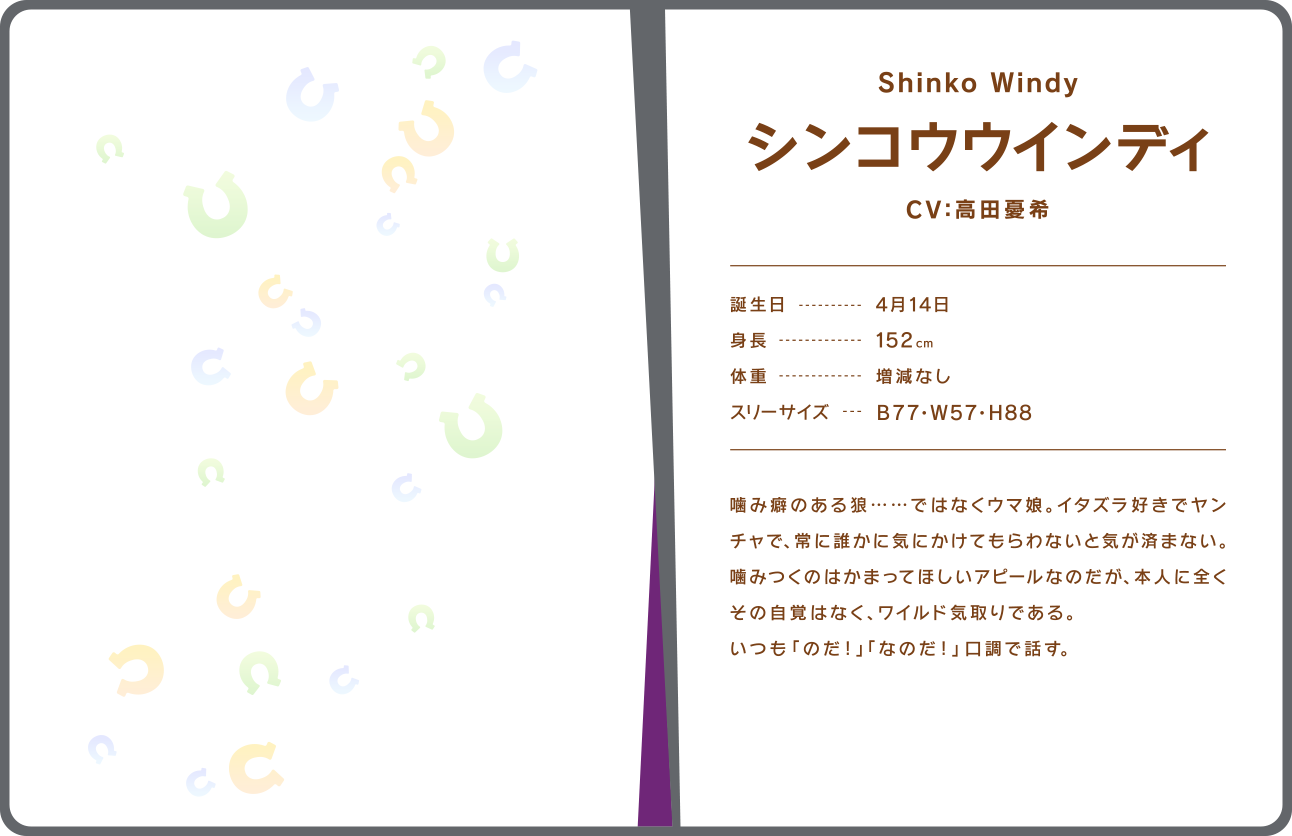 Shinko Windy
シンコウウインディ
CV:高田憂希
誕生日 ---------- 4月14日
身長 ------------- 152cm
体重 ------------- 増減なし
スリーサイズ --- B77・W57・H88
噛み癖のある狼……ではなくウマ娘。イタズラ好きでヤン
チャで、常に誰かに気にかけてもらわないと気が済まない。
噛みつくのはかまってほしいアピールなのだが、本人に全く
その自覚はなく、ワイルド気取りである。
いつも「のだ!」「なのだ!」口調で話す。